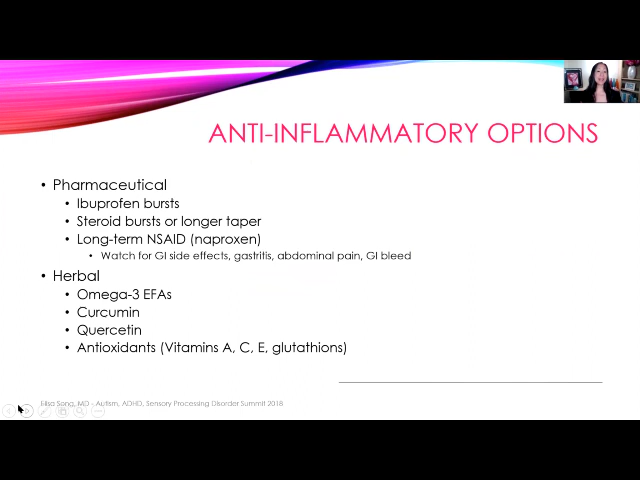 ANTI-INFLAMMATORY OPTIONS
• Pharmaceutical
• Ibuprofen bursts
• Steroid bursts or longer taper
• Long-term NSAID (naproxen)
• Watch for GI side effects, gastritis, abdominal pain, GI bleed
• Herbal
• Omega-3 EFAs
• Curcumin
• Quercetin
• Antioxidants (Vitamins A, C, E, glutathions)
Elisa Song, MD - Autism, ADHD, Sensory Processing Disorder Summit 2018